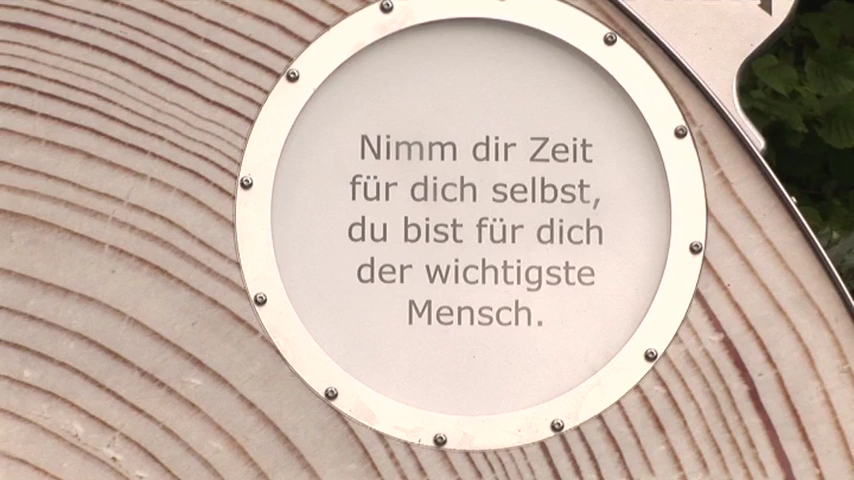 Nimm dir Zeit
für dich selbst,
du bist für dich
der wichtigste
Mensch.